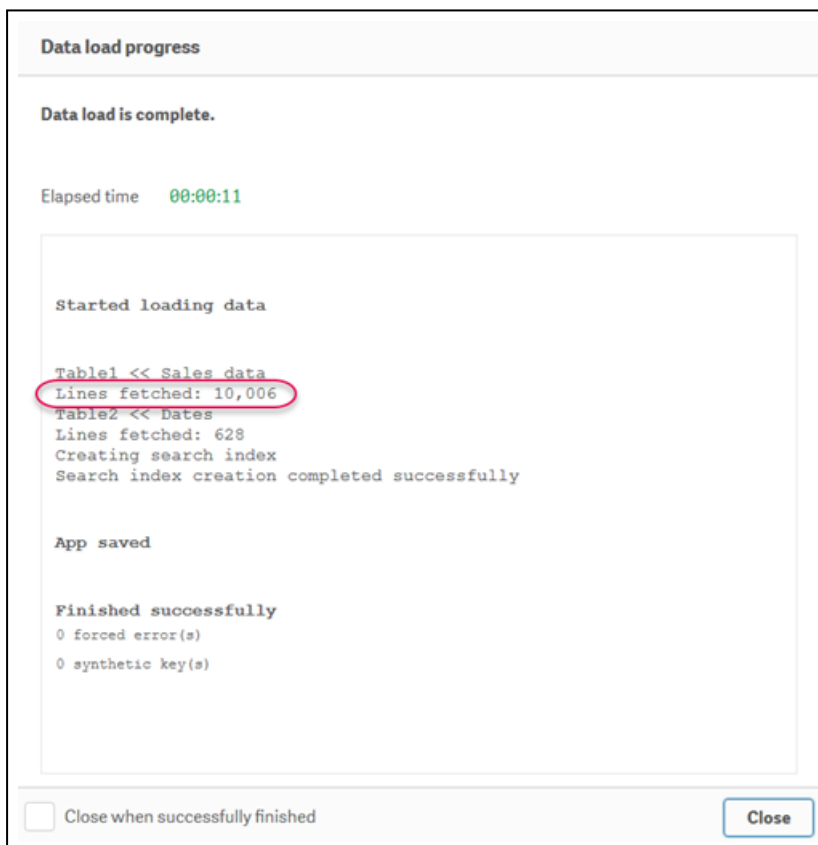 Data load progress
Data load is complete.
Elapsed time 00:00:11
Started loading data
Table1 << Sales data
Lines fetched: 10,006
Table2 << Dates
Lines fetched: 628
Creating search index
Search index creation completed successfully
App saved
Finished successfully
0 forced error(s)
0 synthetic key(s)
Close when successfully finished
Close